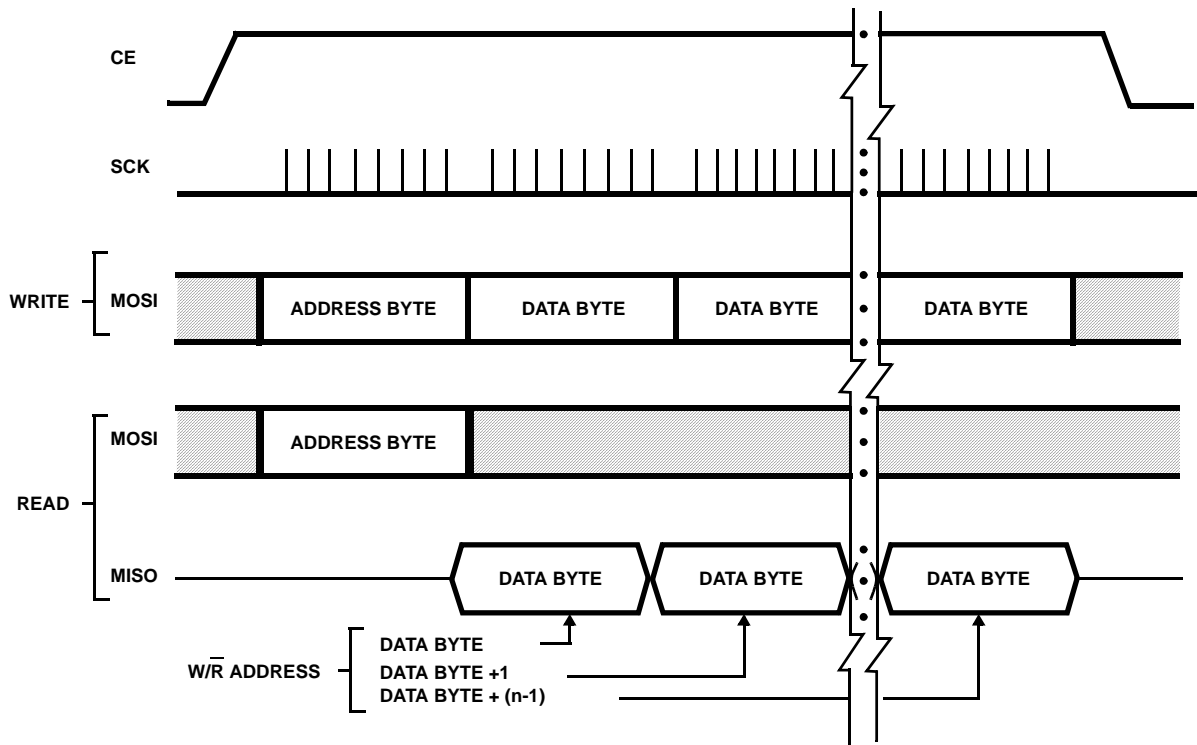 CE
SCK
WRITE
MOSI
ADDRESS BYTE
DATA BYTE
DATA BYTE
DATA BYTE
READ
MOSI
ADDRESS BYTE
MISO
DATA BYTE
DATA BYTE
DATA BYTE
W/R̅ ADDRESS
DATA BYTE
DATA BYTE +1
DATA BYTE + (n-1)